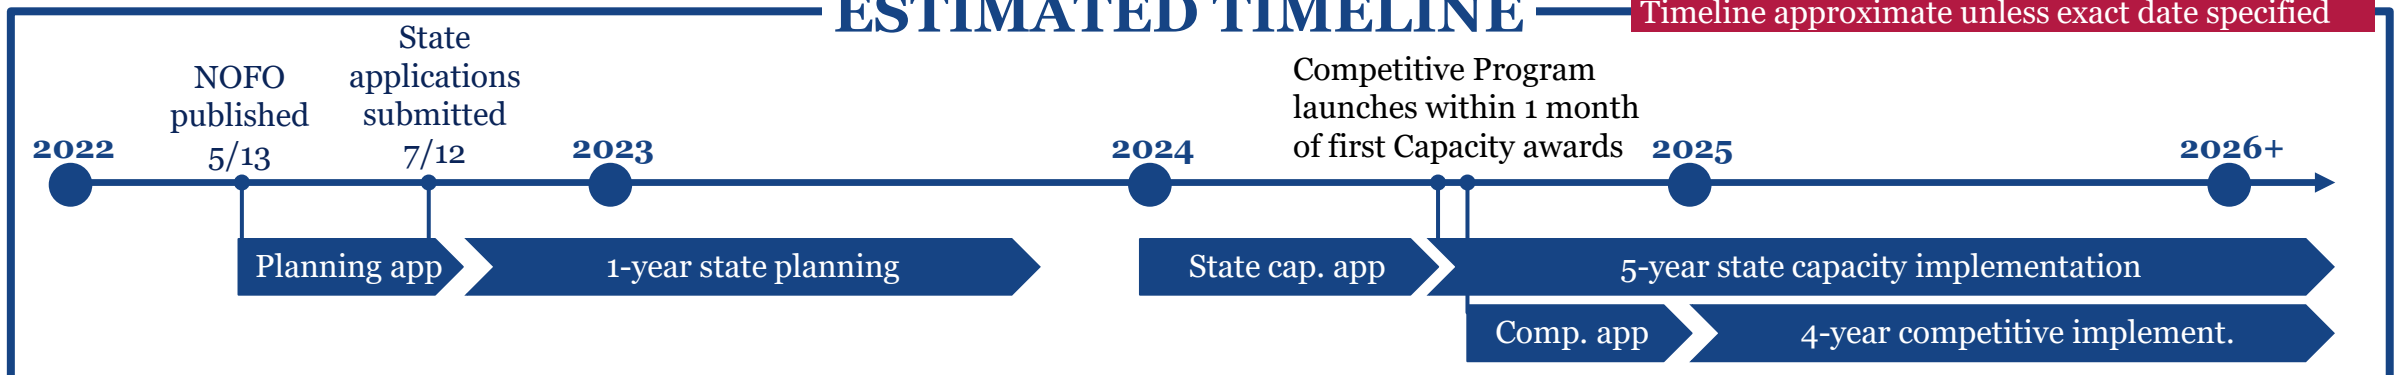 ESTIMATED TIMELINE
Timeline approximate unless exact date specified
NOFO
published
5/13
State
applications
submitted
7/12
Competitive Program
launches within 1 month
of first Capacity awards
2022
2023
2024
2025
2026+
Planning app
1-year state planning
State cap. app
5-year state capacity implementation
Comp. app
4-year competitive implement.